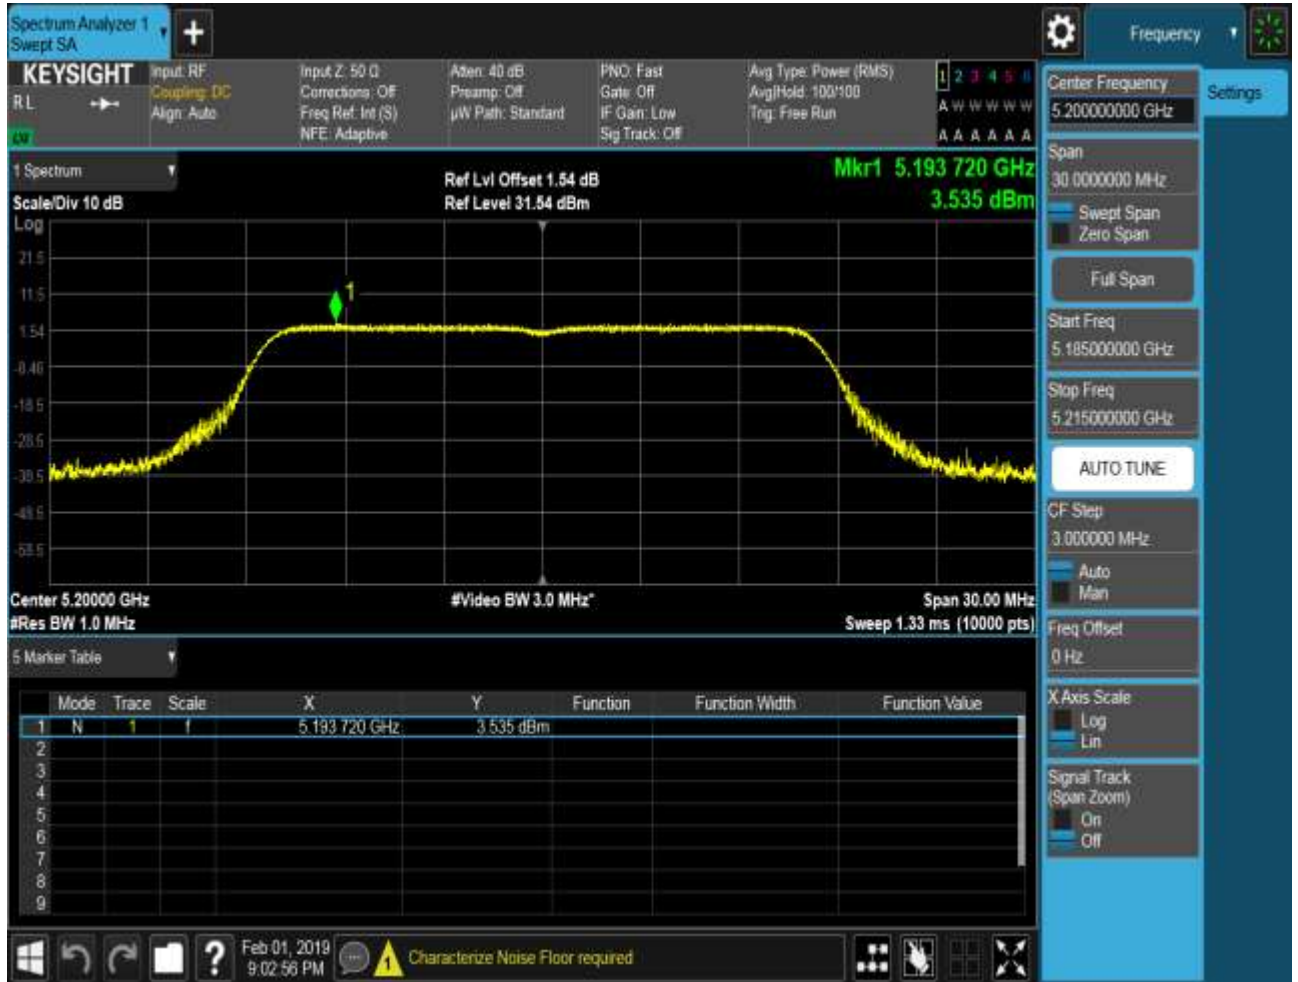 Spectrum Analyzer 1
Swept SA
+
Frequency
KEYSIGHT
R L
Input: RF
Coupling: DC
Align: Auto
Input Z: 50 Ω
Corrections: Off
Freq Ref: Int (S)
NFE: Adaptive
Atten: 40 dB
Preamp: Off
µW Path: Standard
PNO: Fast
Gate: Off
IF Gain: Low
Sig Track: Off
Avg Type: Power (RMS)
Avg|Hold: 100/100
Trig: Free Run
1 2 3 4 5 6
A W W W W W
A A A A A A
1 Spectrum
Scale/Div 10 dB
Ref Lvl Offset 1.54 dB
Ref Level 31.54 dBm
Mkr1 5.193 720 GHz
3.535 dBm
Log
21.5
11.5
1.54
-8.46
-18.5
-28.5
-38.5
-48.5
-58.5
1
Center 5.20000 GHz
#Res BW 1.0 MHz
#Video BW 3.0 MHz*
Span 30.00 MHz
Sweep 1.33 ms (10000 pts)
5 Marker Table
Mode Trace Scale X Y Function Function Width Function Value
1 N 1 f 5.193 720 GHz 3.535 dBm
2
3
4
5
6
7
8
9
Center Frequency
5.200000000 GHz
Settings
Span
30.0000000 MHz
Swept Span
Zero Span
Full Span
Start Freq
5.185000000 GHz
Stop Freq
5.215000000 GHz
AUTO TUNE
CF Step
3.000000 MHz
Auto
Man
Freq Offset
0 Hz
X Axis Scale
Log
Lin
Signal Track
(Span Zoom)
On
Off
?
Feb 01, 2019
9:02:56 PM
1
Characterize Noise Floor required